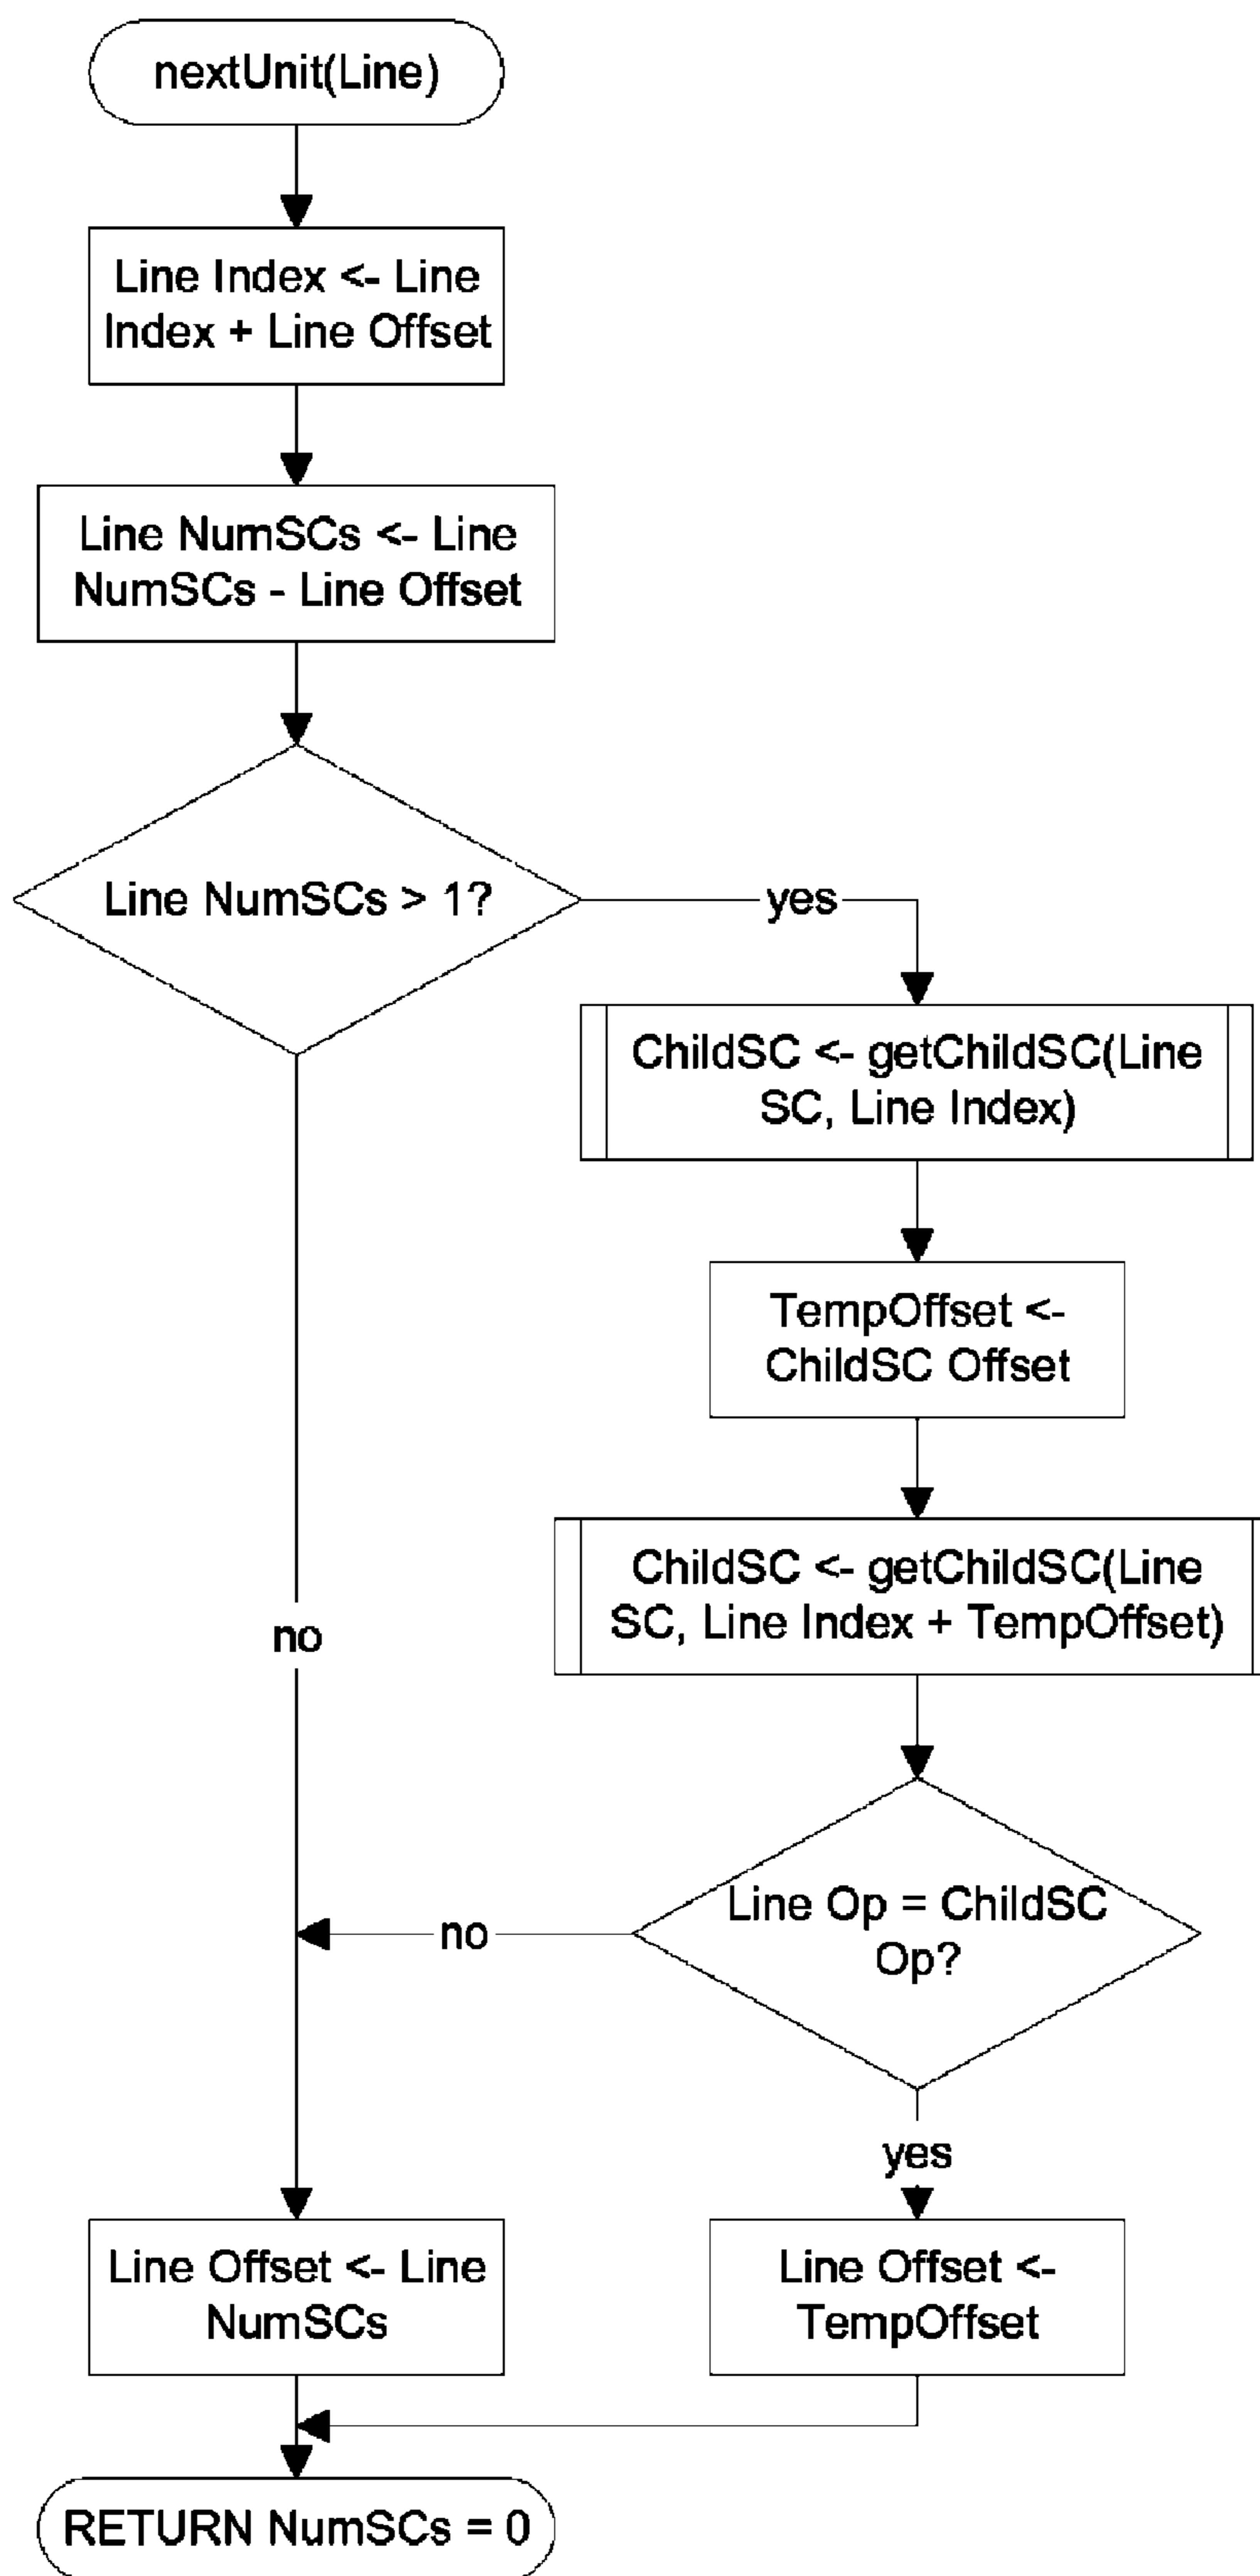 nextUnit(Line)
Line Index <- Line
Index + Line Offset
Line NumSCs <- Line
NumSCs - Line Offset
Line NumSCs > 1?
yes
ChildSC <- getChildSC(Line
SC, Line Index)
TempOffset <-
ChildSC Offset
ChildSC <- getChildSC(Line
SC, Line Index + TempOffset)
no
Line Op = ChildSC
Op?
no
yes
Line Offset <- Line
NumSCs
Line Offset <-
TempOffset
RETURN NumSCs = 0